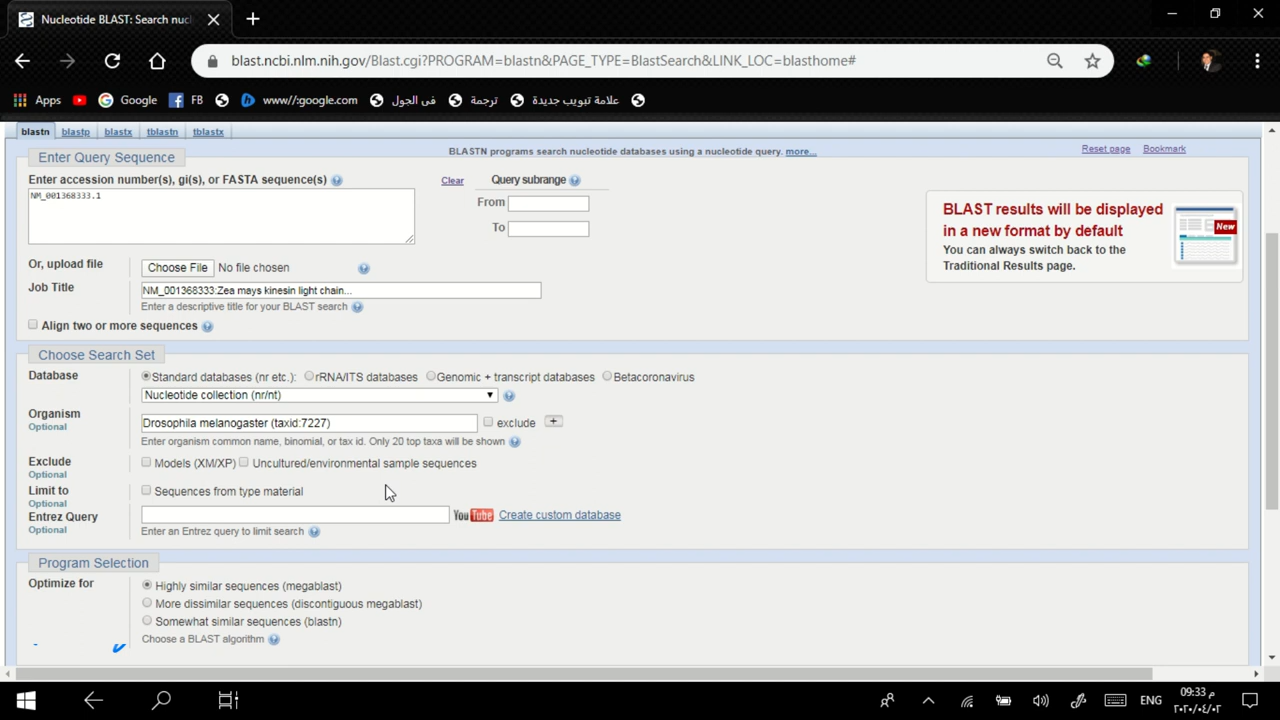 Nucleotide BLAST: Search nuc
blast.ncbi.nlm.nih.gov/Blast.cgi?PROGRAM=blastn&PAGE_TYPE=BlastSearch&LINK_LOC=blasthome#
Apps Google FB www//:google.com فى الجول ترجمة علامة تبويب جديدة
blastn blastp blastx tblastn tblastx
Enter Query Sequence
BLASTN programs search nucleotide databases using a nucleotide query. more...
Reset page Bookmark
Enter accession number(s), gi(s), or FASTA sequence(s)
Clear
Query subrange
NM_001368333.1
From
To
BLAST results will be displayed
in a new format by default
You can always switch back to the
Traditional Results page.
New
Or, upload file Choose File No file chosen
Job Title NM_001368333:Zea mays kinesin light chain...
Enter a descriptive title for your BLAST search
Align two or more sequences
Choose Search Set
Database Standard databases (nr etc.): rRNA/ITS databases Genomic + transcript databases Betacoronavirus
Nucleotide collection (nr/nt)
Organism
Optional
Drosophila melanogaster (taxid:7227) exclude +
Enter organism common name, binomial, or tax id. Only 20 top taxa will be shown
Exclude
Optional
Models (XM/XP) Uncultured/environmental sample sequences
Limit to
Optional
Sequences from type material
Entrez Query
Optional
YouTube Create custom database
Enter an Entrez query to limit search
Program Selection
Optimize for
Highly similar sequences (megablast)
More dissimilar sequences (discontiguous megablast)
Somewhat similar sequences (blastn)
Choose a BLAST algorithm
ENG
09:33 م
٢٠٢٠/٠٤/٠٢